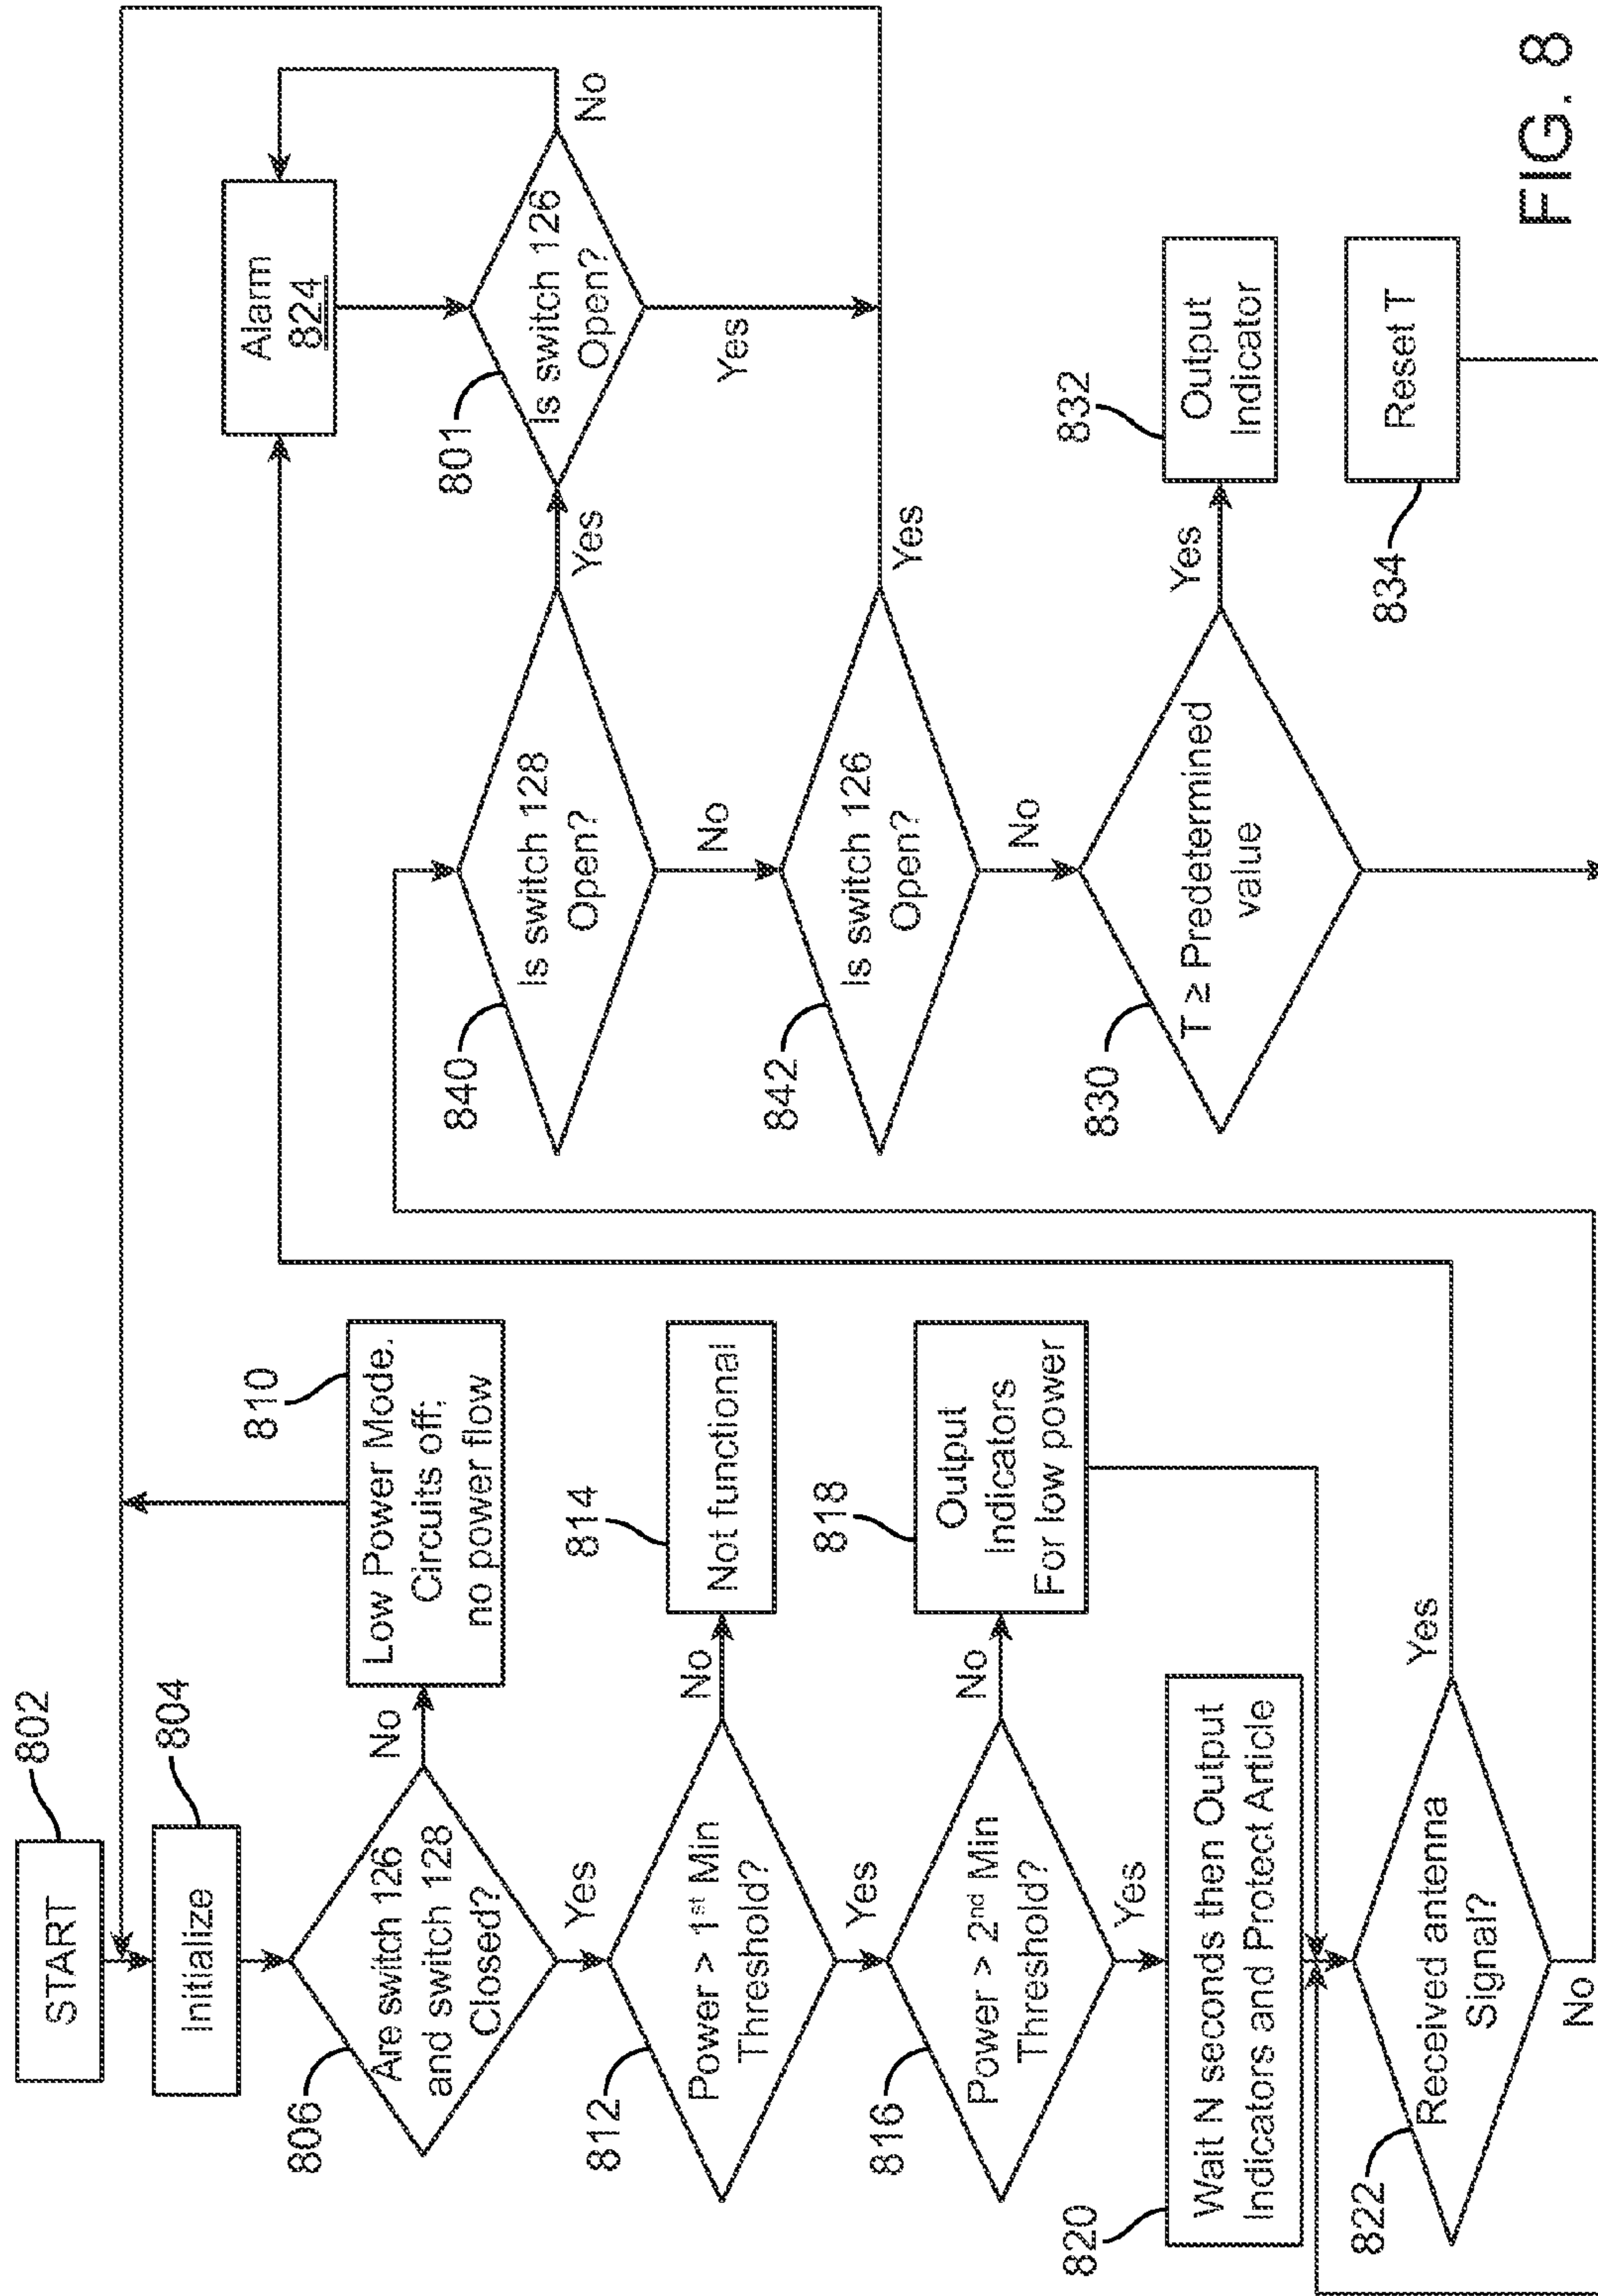 802
START
804
Initialize
806
Are switch 126
and switch 128
Closed?
No
810
Low Power Mode.
Circuits off;
no power flow
Yes
812
Power > 1st Min
Threshold?
No
814
Not functional
Yes
816
Power > 2nd Min
Threshold?
No
818
Output
Indicators
For low power
Yes
820
Wait N seconds then Output
Indicators and Protect Article
822
Received antenna
Signal?
Yes
No
Alarm
824
801
Is switch 126
Open?
No
Yes
840
Is switch 128
Open?
Yes
No
842
Is switch 126
Open?
Yes
No
830
T ≥ Predetermined
value
Yes
832
Output
Indicator
834
Reset T
FIG. 8